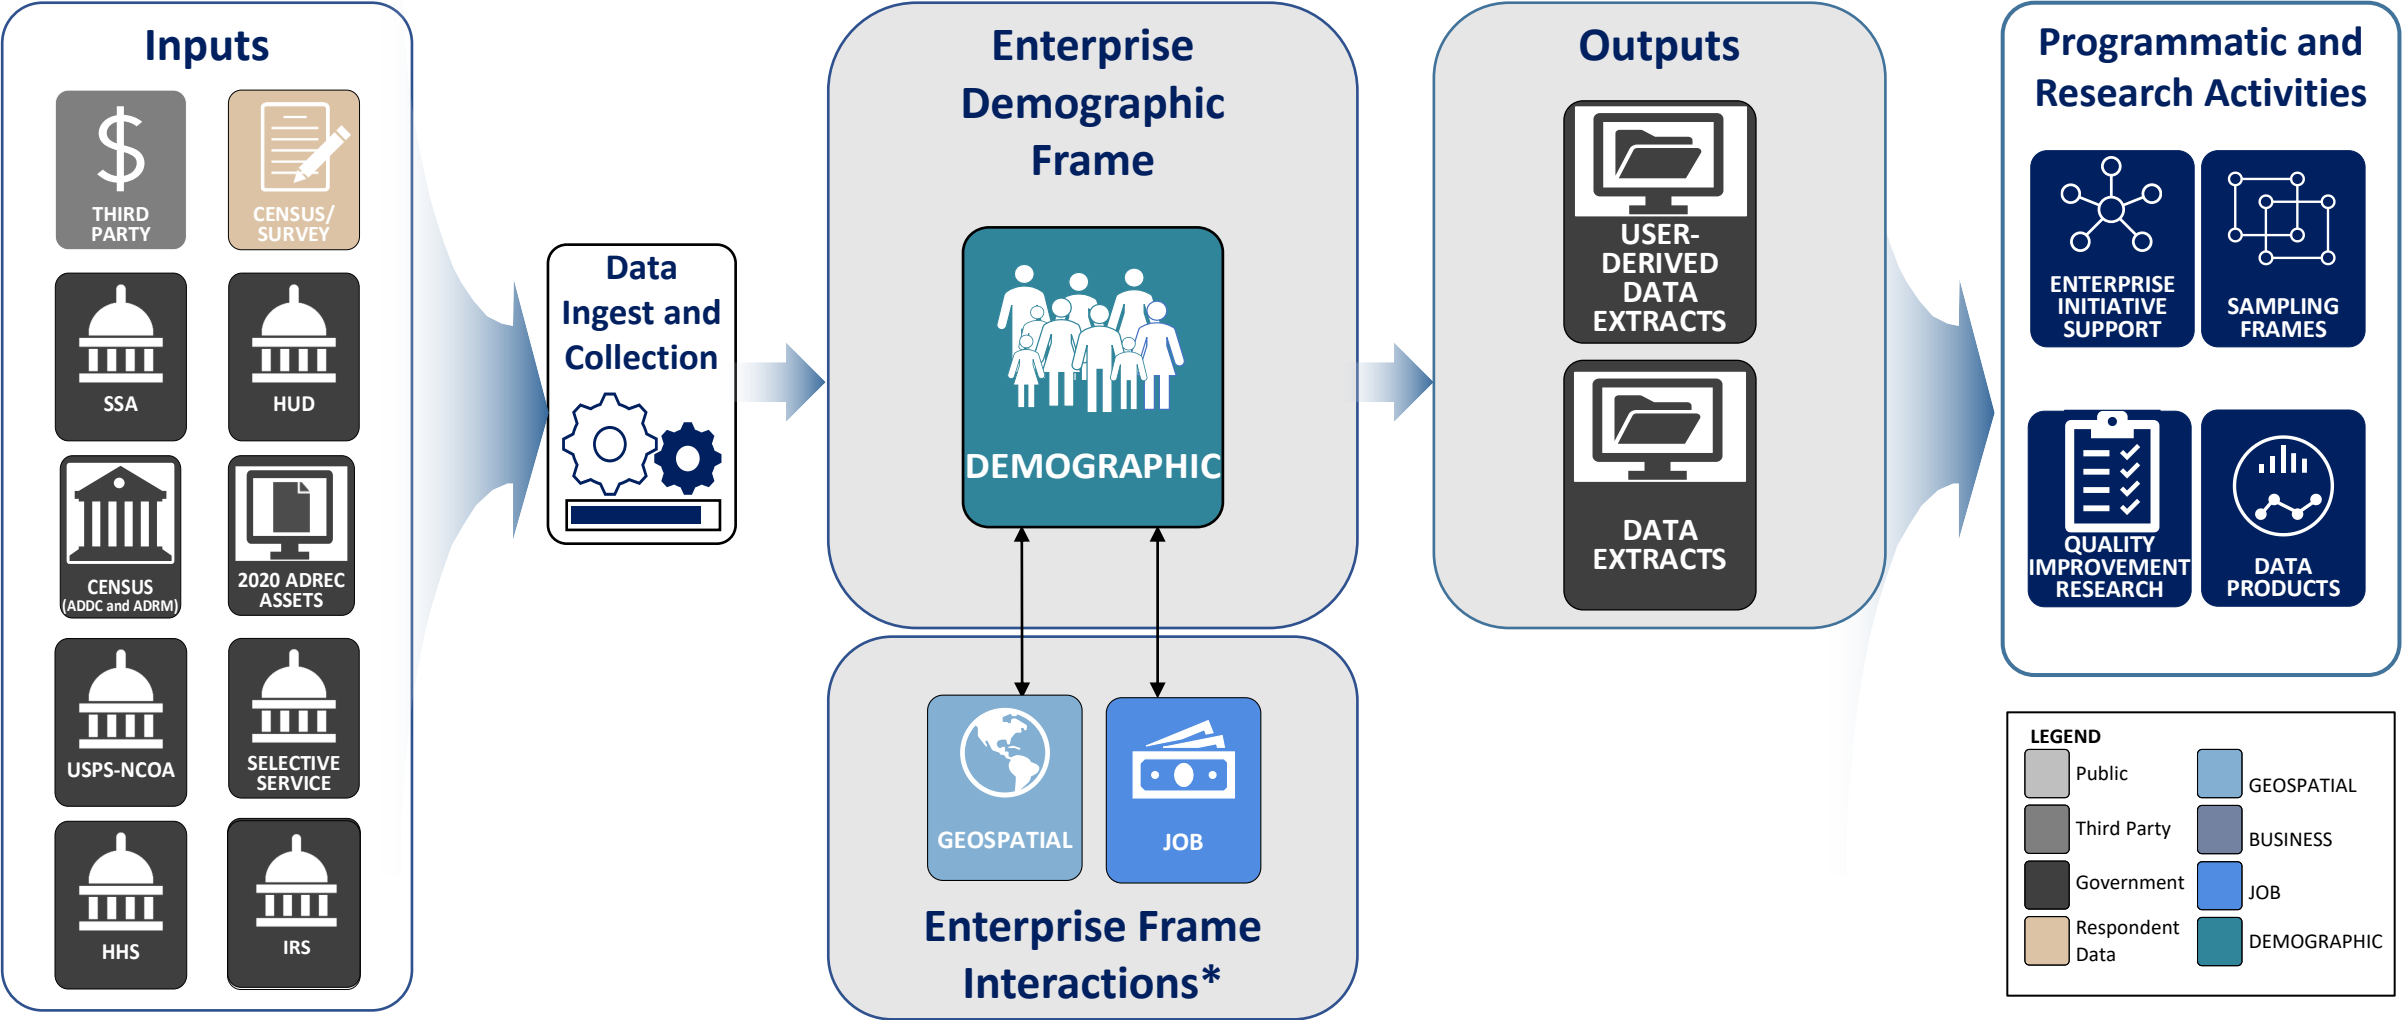 Inputs
THIRD
PARTY
CENSUS/
SURVEY
SSA
HUD
CENSUS
(ADDC and ADRM)
2020 ADREC
ASSETS
USPS-NCOA
SELECTIVE
SERVICE
HHS
IRS
Data
Ingest and
Collection
Enterprise
Demographic
Frame
DEMOGRAPHIC
GEOSPATIAL
JOB
Enterprise Frame
Interactions*
Outputs
USER-
DERIVED
DATA
EXTRACTS
DATA
EXTRACTS
Programmatic and
Research Activities
ENTERPRISE
INITIATIVE
SUPPORT
SAMPLING
FRAMES
QUALITY
IMPROVEMENT
RESEARCH
DATA
PRODUCTS
LEGEND
Public
Third Party
Government
Respondent
Data
GEOSPATIAL
BUSINESS
JOB
DEMOGRAPHIC